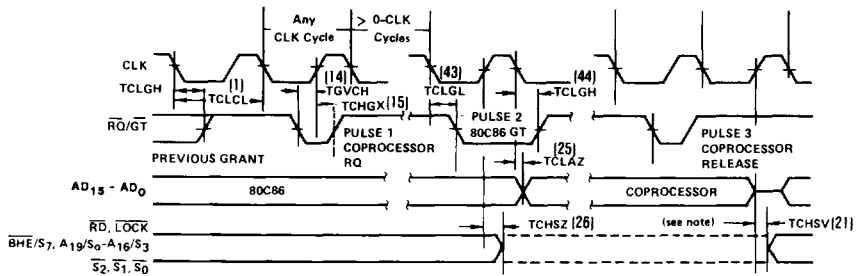 Any
CLK Cycle
> 0-CLK
Cycles
CLK
TCLGH
(1)
TCLCL
(14)
TGVCH
TCHGX (15)
(43)
TCLGL
(44)
TCLGH
RQ/GT
PREVIOUS GRANT
PULSE 1
COPROCESSOR
RQ
PULSE 2
80C86 GT
(25)
TCLAZ
PULSE 3
COPROCESSOR
RELEASE
AD15 - AD0
80C86
COPROCESSOR
RD, LOCK
BHE/S7, A19/S0-A16/S3
S2, S1, S0
TCHSZ (26)
(see note)
TCHSV (21)